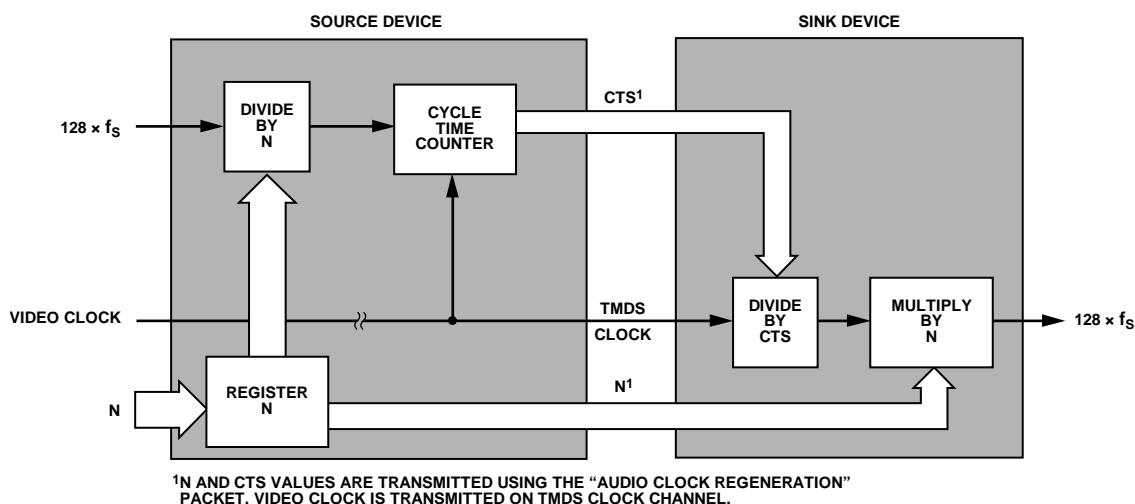 SOURCE DEVICE
SINK DEVICE
128 × fS
DIVIDE
BY
N
CYCLE
TIME
COUNTER
CTS1
VIDEO CLOCK
TMDS
CLOCK
DIVIDE
BY
CTS
MULTIPLY
BY
N
128 × fS
N
REGISTER
N
N1
1N AND CTS VALUES ARE TRANSMITTED USING THE “AUDIO CLOCK REGENERATION”
PACKET. VIDEO CLOCK IS TRANSMITTED ON TMDS CLOCK CHANNEL.